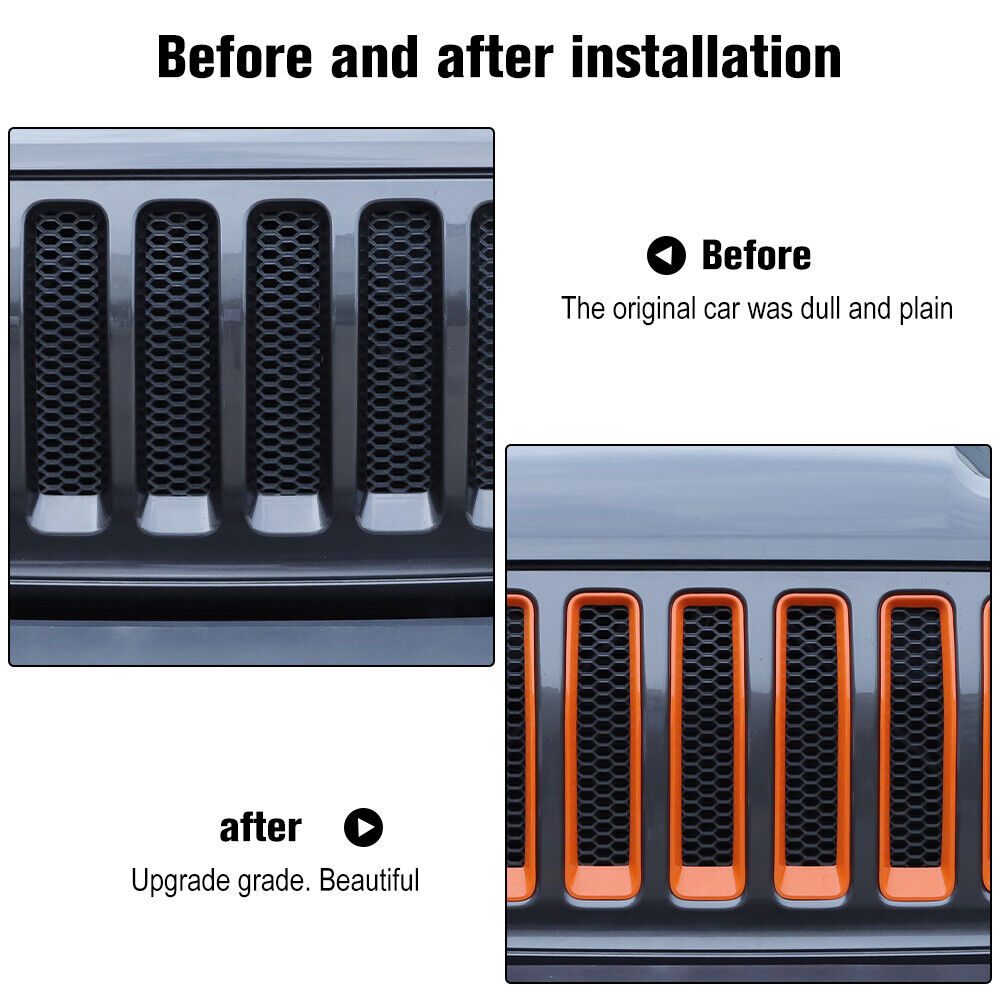 Before and after installation
Before
The original car was dull and plain
after
Upgrade grade. Beautiful